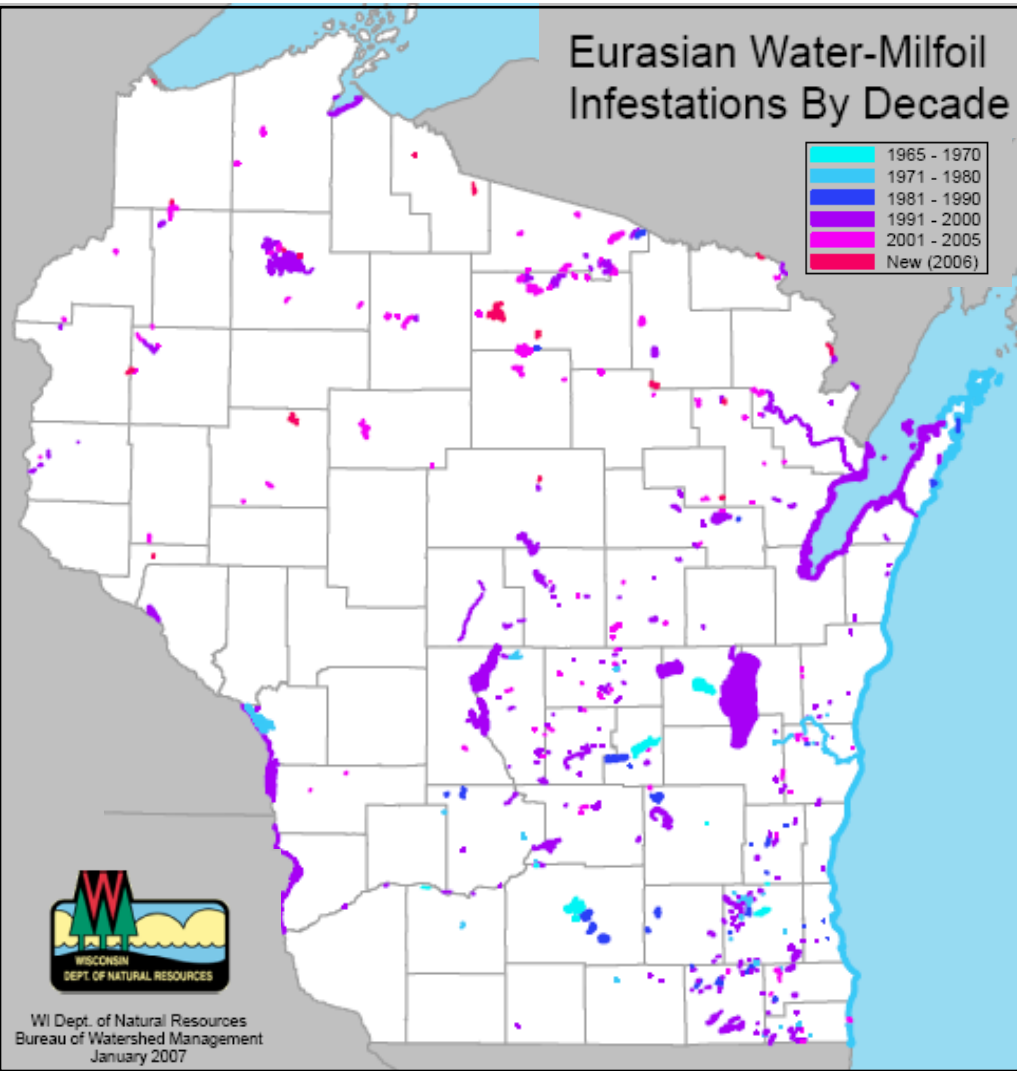 Eurasian Water-Milfoil
Infestations By Decade
1965 - 1970
1971 - 1980
1981 - 1990
1991 - 2000
2001 - 2005
New (2006)
W
WISCONSIN
DEPT. OF NATURAL RESOURCES
WI Dept. of Natural Resources
Bureau of Watershed Management
January 2007